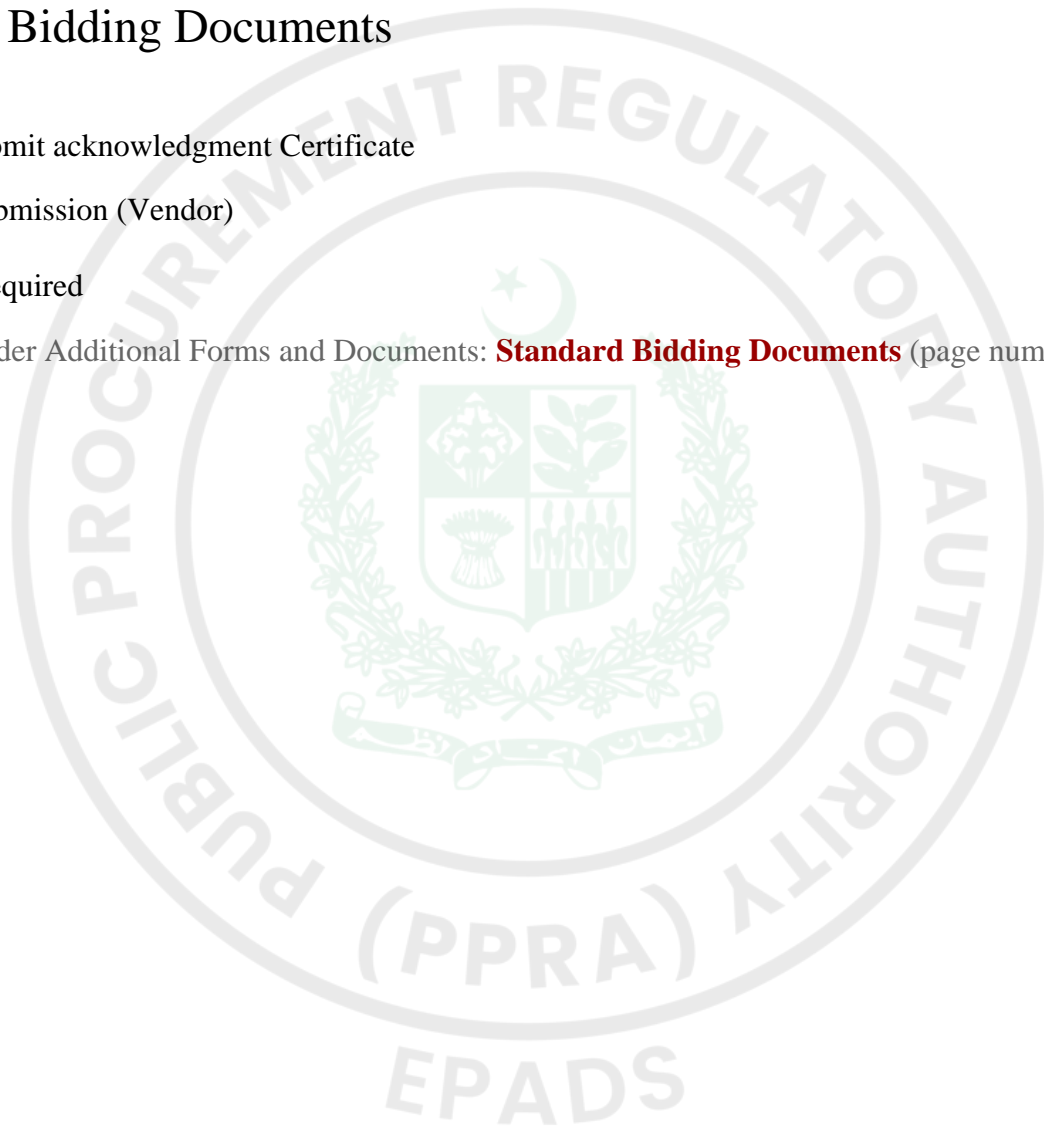 Bidding Documents
omit acknowledgment Certificate
omission (Vendor)
equired
der Additional Forms and Documents: Standard Bidding Documents (page num
PUBLIC PROCUREMENT REGULATORY AUTHORITY
(PPRA)
EPADS